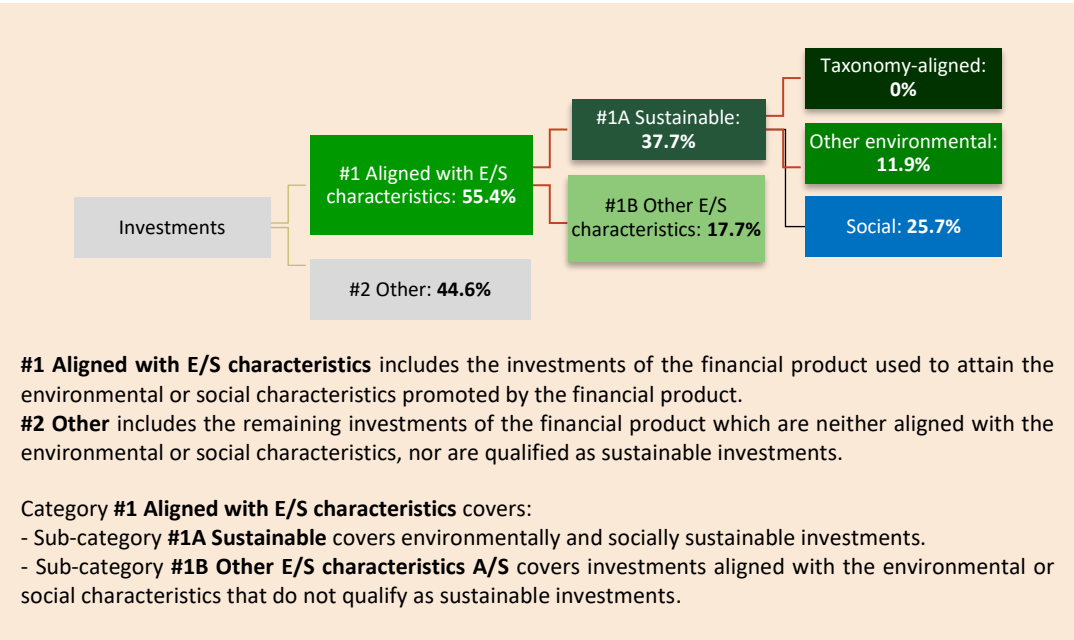 Taxonomy-aligned:
0%
#1A Sustainable:
37.7%
Other environmental:
11.9%
#1 Aligned with E/S
characteristics: 55.4%
#1B Other E/S
characteristics: 17.7%
Investments
Social: 25.7%
#2 Other: 44.6%
#1 Aligned with E/S characteristics includes the investments of the financial product used to attain the
environmental or social characteristics promoted by the financial product.
#2 Other includes the remaining investments of the financial product which are neither aligned with the
environmental or social characteristics, nor are qualified as sustainable investments.
Category #1 Aligned with E/S characteristics covers:
- Sub-category #1A Sustainable covers environmentally and socially sustainable investments.
- Sub-category #1B Other E/S characteristics A/S covers investments aligned with the environmental or
social characteristics that do not qualify as sustainable investments.